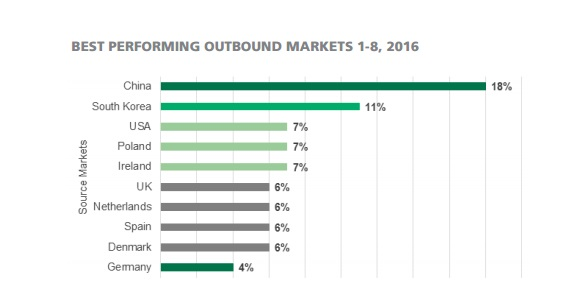 BEST PERFORMING OUTBOUND MARKETS 1-8, 2016
Source Markets
China 18%
South Korea 11%
USA 7%
Poland 7%
Ireland 7%
UK 6%
Netherlands 6%
Spain 6%
Denmark 6%
Germany 4%